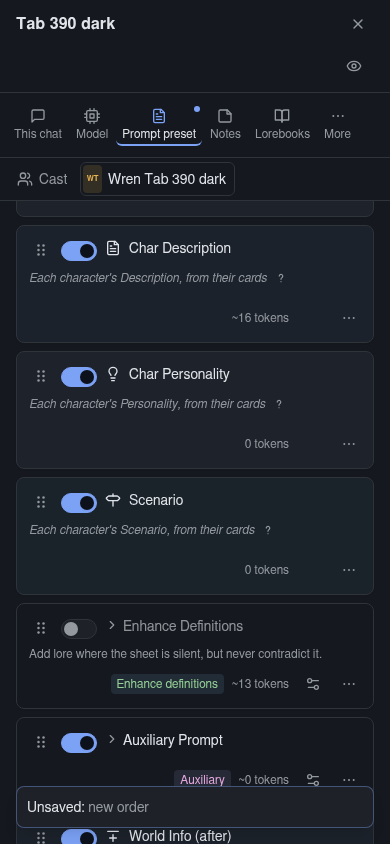 Tab 390 dark
This chat
Model
Prompt preset
Notes
Lorebooks
More
Cast
WT
Wren Tab 390 dark
Char Description
Each character's Description, from their cards ?
~16 tokens
Char Personality
Each character's Personality, from their cards ?
0 tokens
Scenario
Each character's Scenario, from their cards ?
0 tokens
Enhance Definitions
Add lore where the sheet is silent, but never contradict it.
Enhance definitions ~13 tokens
Auxiliary Prompt
Auxiliary ~0 tokens
Unsaved: new order
World Info (after)